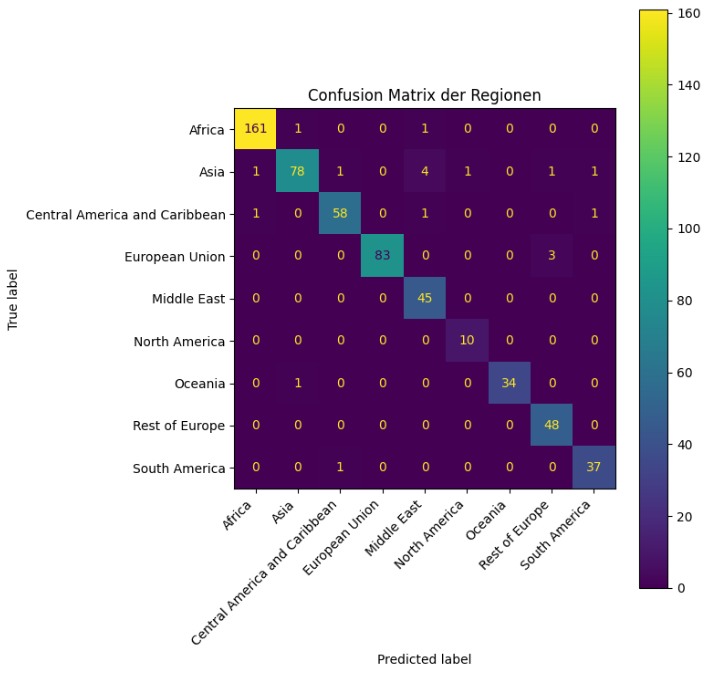 Confusion Matrix der Regionen
True label
Africa 161 1 0 0 1 0 0 0 0
Asia 1 78 1 0 4 1 0 1 1
Central America and Caribbean 1 0 58 0 1 0 0 0 1
European Union 0 0 0 83 0 0 0 3 0
Middle East 0 0 0 0 45 0 0 0 0
North America 0 0 0 0 0 10 0 0 0
Oceania 0 1 0 0 0 0 34 0 0
Rest of Europe 0 0 0 0 0 0 0 48 0
South America 0 0 1 0 0 0 0 0 37
Africa
Asia
Central America and Caribbean
European Union
Middle East
North America
Oceania
Rest of Europe
South America
Predicted label
160
140
120
100
80
60
40
20
0